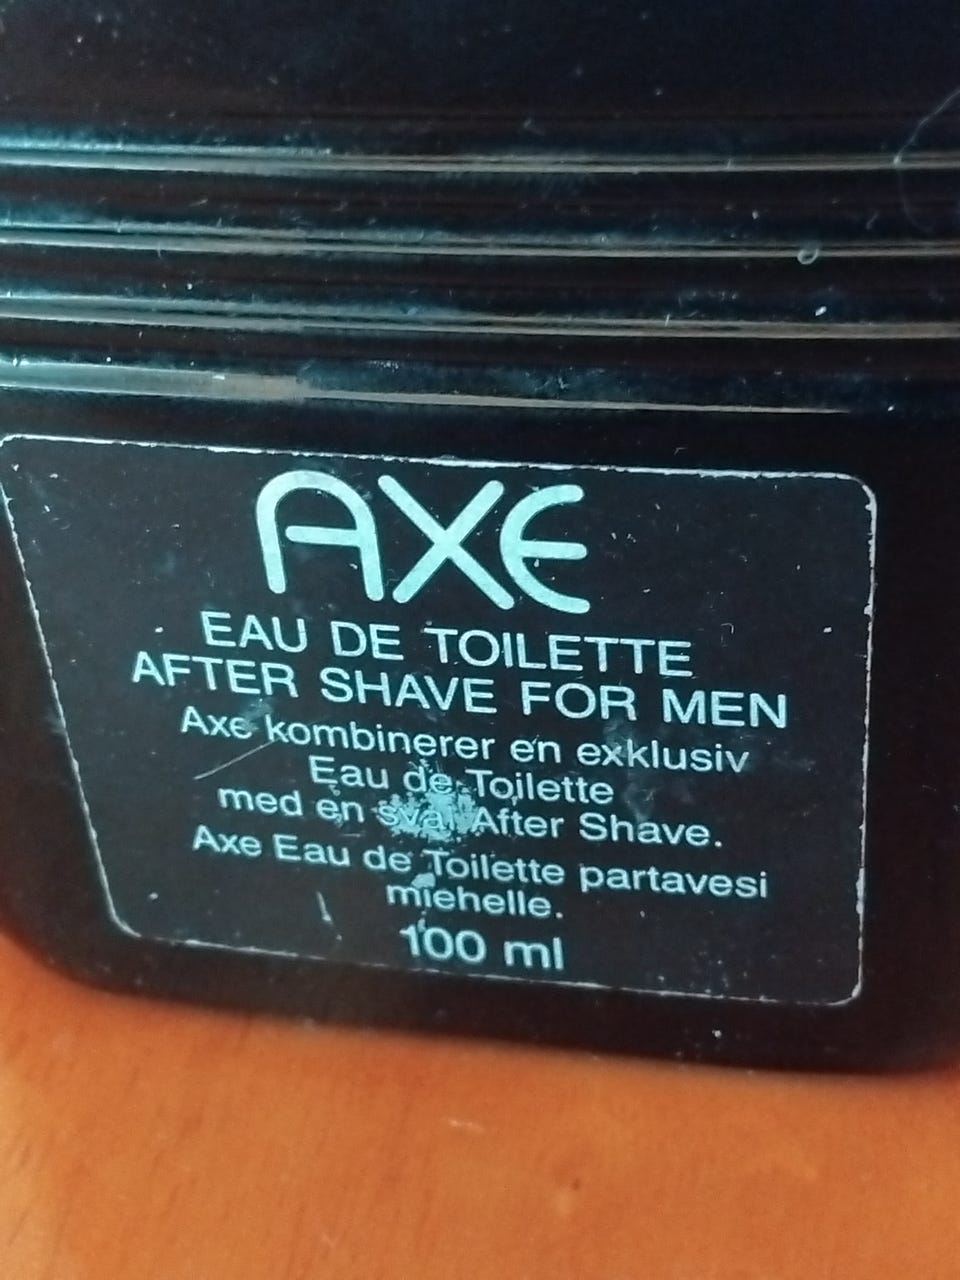 AXE
EAU DE TOILETTE
AFTER SHAVE FOR MEN
Axe kombinerer en exklusiv
Eau de Toilette
med en After Shave.
Axe Eau de Toilette partavesi
miehelle.
100 ml